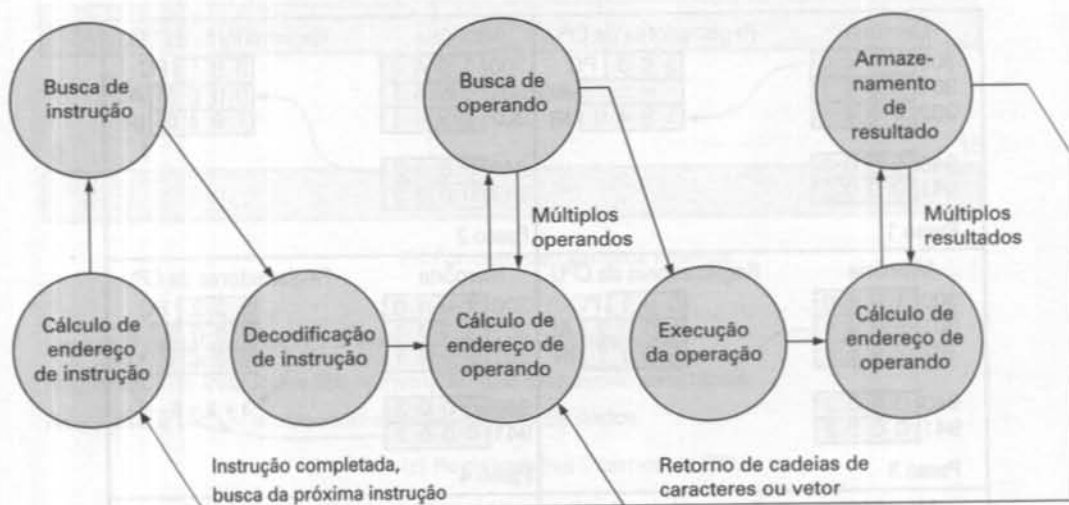 Busca de
instrução
Busca de
operando
Armaze-
namento
de
resultado
Múltiplos
operandos
Múltiplos
resultados
Cálculo de
endereço
de instrução
Decodificação
de instrução
Cálculo de
endereço de
operando
Execução
da operação
Cálculo de
endereço de
operando
Instrução completada,
busca da próxima instrução
Retorno de cadeias de
caracteres ou vetor